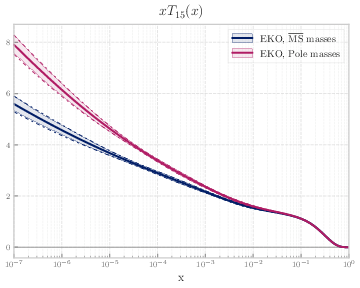 xT₁₅(x)
EKO, M̅S̅ masses
EKO, Pole masses
8
6
4
2
0
10⁻⁷ 10⁻⁶ 10⁻⁵ 10⁻⁴ 10⁻³ 10⁻² 10⁻¹ 10⁰
x